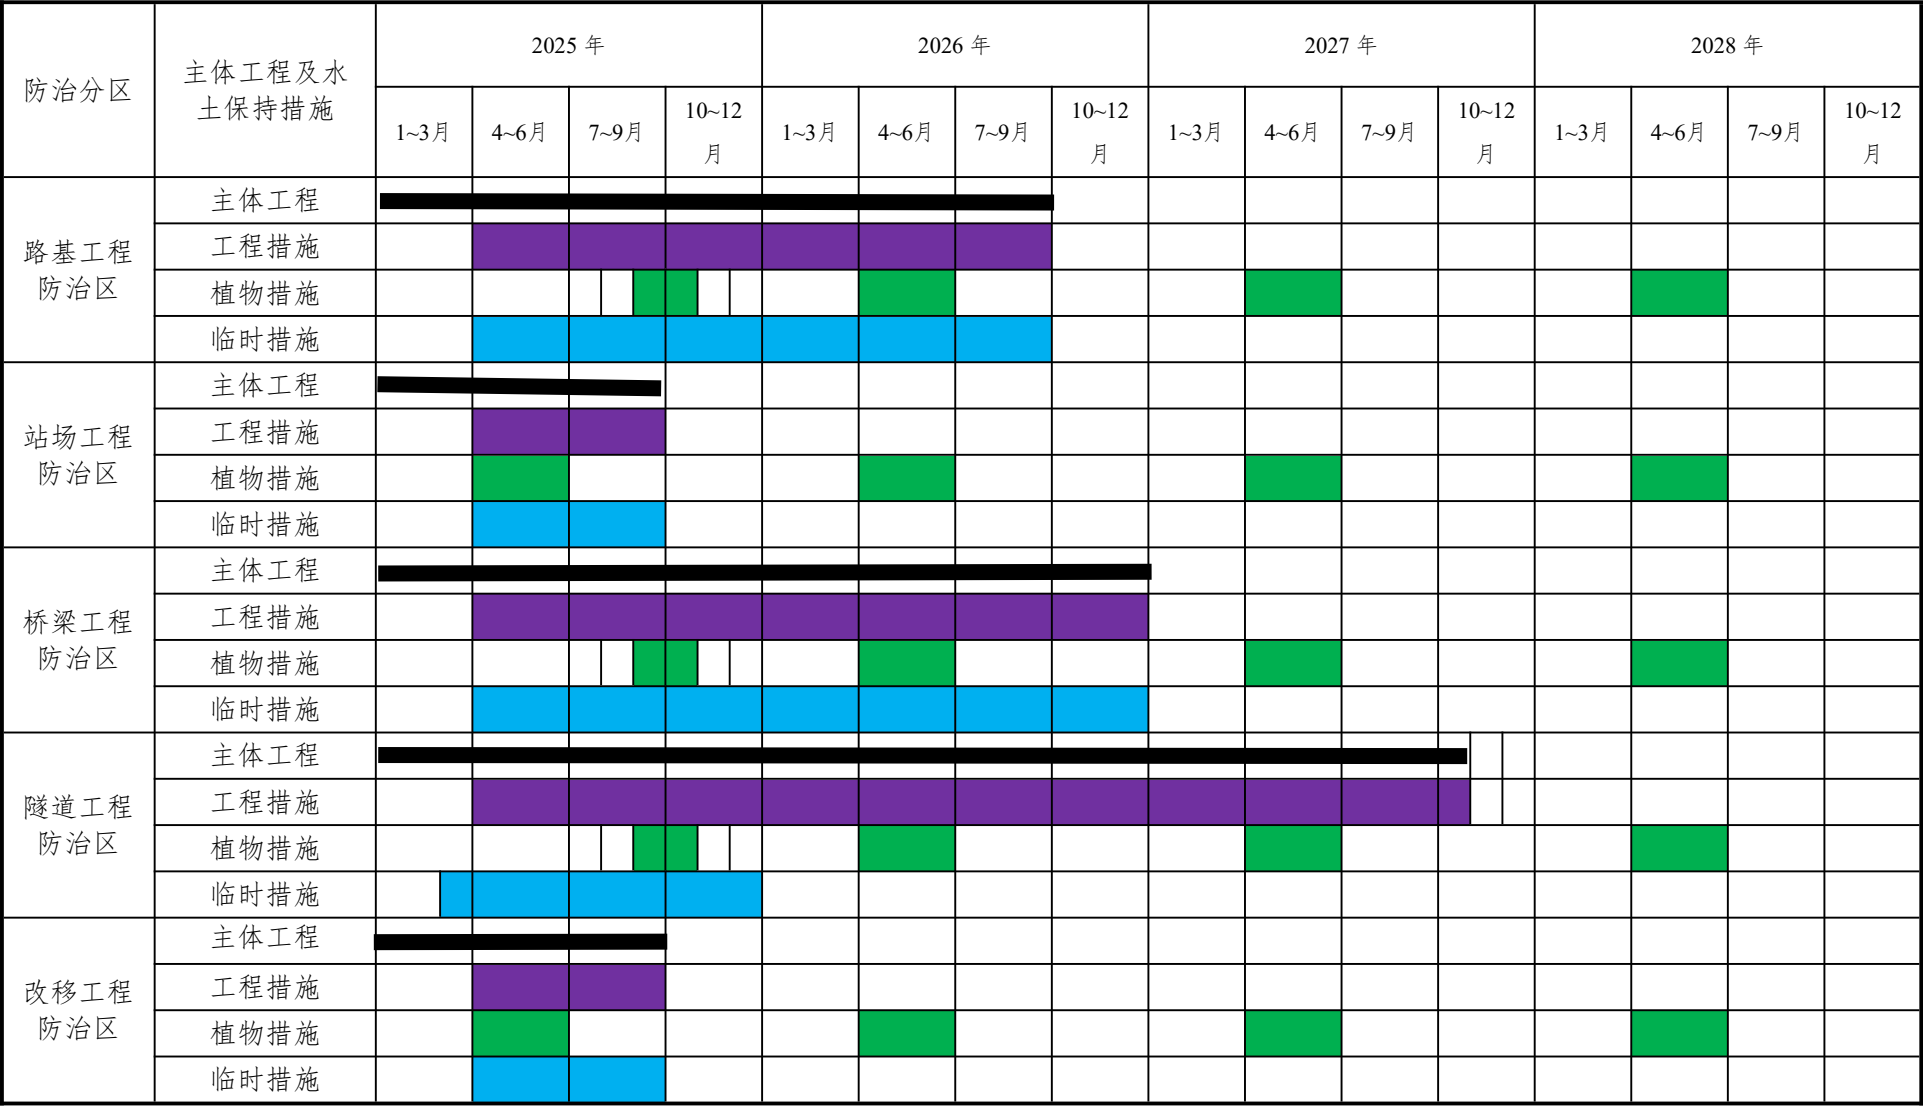 防治分区
主体工程及水
土保持措施
2025 年
2026 年
2027 年
2028 年
1~3月
4~6月
7~9月
10~12
月
1~3月
4~6月
7~9月
10~12
月
1~3月
4~6月
7~9月
10~12
月
1~3月
4~6月
7~9月
10~12
月
路基工程
防治区
主体工程
工程措施
植物措施
临时措施
站场工程
防治区
主体工程
工程措施
植物措施
临时措施
桥梁工程
防治区
主体工程
工程措施
植物措施
临时措施
隧道工程
防治区
主体工程
工程措施
植物措施
临时措施
改移工程
防治区
主体工程
工程措施
植物措施
临时措施